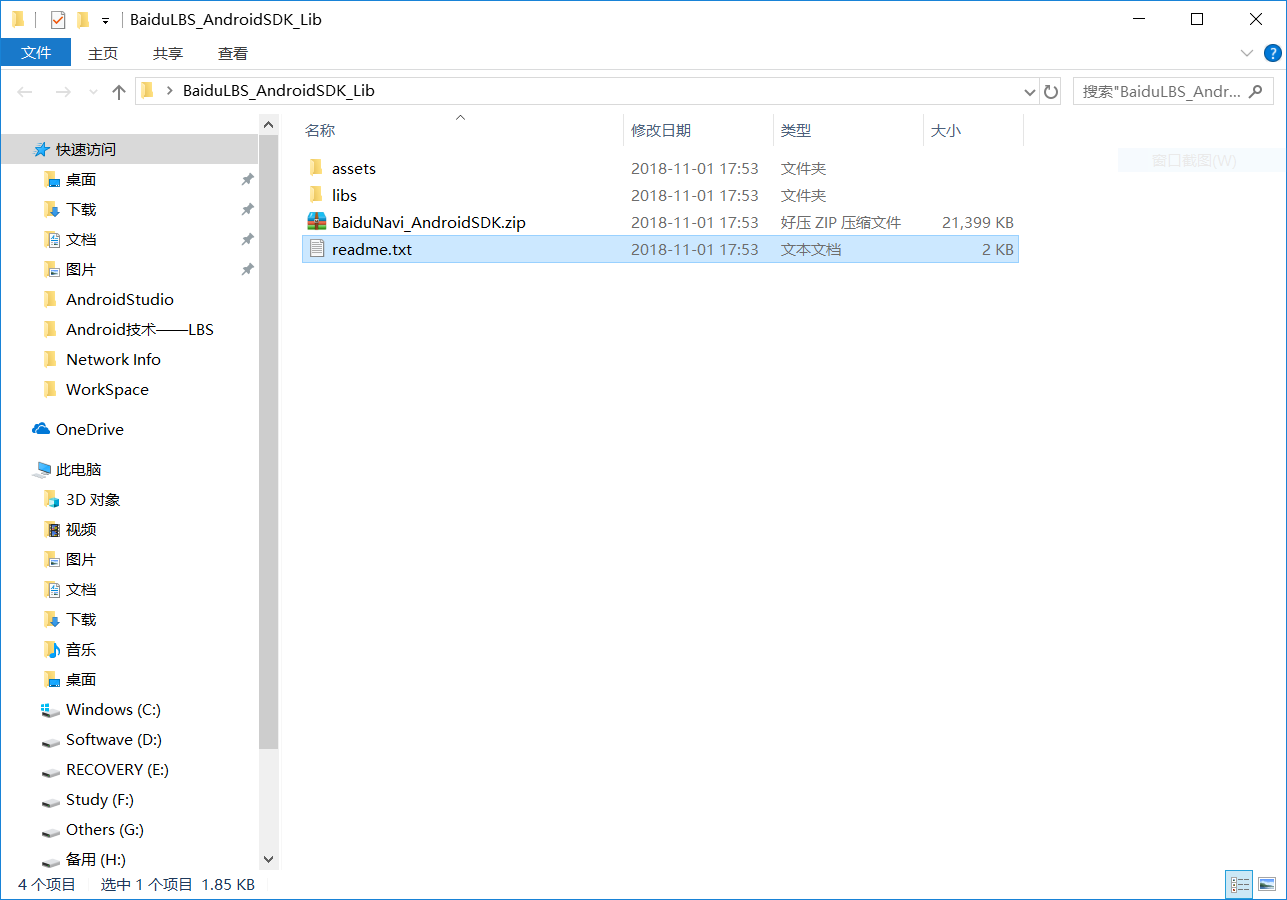 BaiduLBS_AndroidSDK_Lib
文件 主页 共享 查看
BaiduLBS_AndroidSDK_Lib
搜索"BaiduLBS_Andr...
名称 修改日期 类型 大小
assets 2018-11-01 17:53 文件夹
libs 2018-11-01 17:53 文件夹
BaiduNavi_AndroidSDK.zip 2018-11-01 17:53 好压 ZIP 压缩文件 21,399 KB
readme.txt 2018-11-01 17:53 文本文档 2 KB
窗口截图(W)
快速访问
桌面
下载
文档
图片
AndroidStudio
Android技术——LBS
Network Info
WorkSpace
OneDrive
此电脑
3D 对象
视频
图片
文档
下载
音乐
桌面
Windows (C:)
Softwave (D:)
RECOVERY (E:)
Study (F:)
Others (G:)
备用 (H:)
4 个项目 选中 1 个项目 1.85 KB